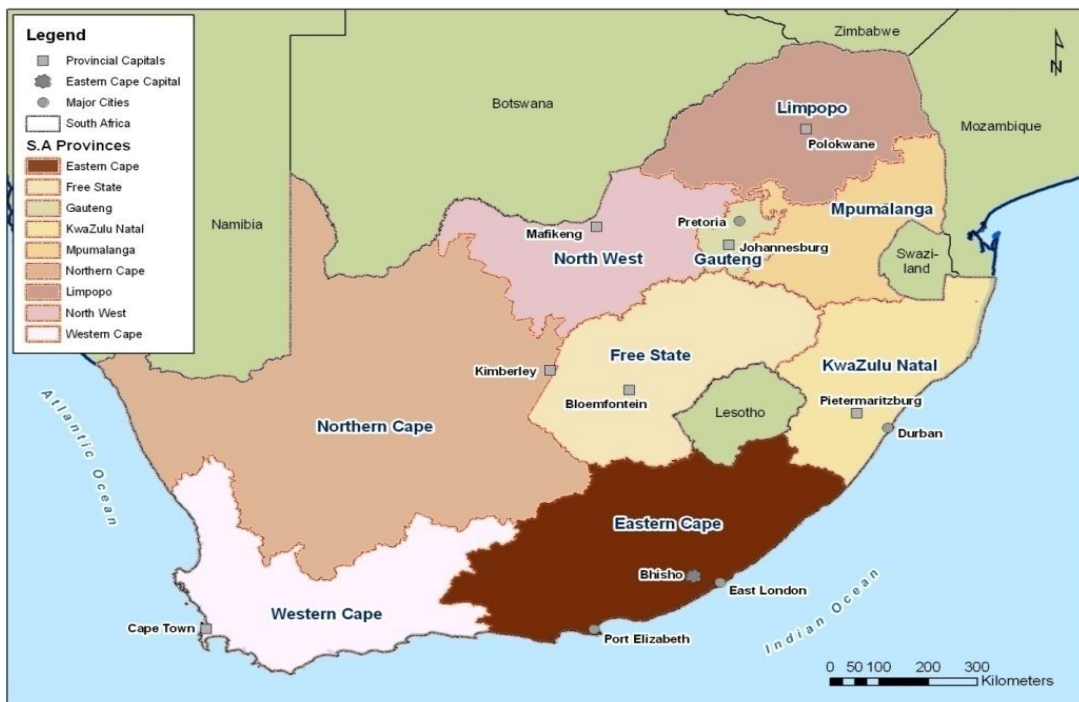 Legend
Provincial Capitals
Eastern Cape Capital
Major Cities
South Africa
S.A Provinces
Eastern Cape
Free State
Gauteng
KwaZulu Natal
Mpumalanga
Northern Cape
Limpopo
North West
Western Cape
Zimbabwe
N
Botswana
Limpopo
Polokwane
Mozambique
Namibia
Mafikeng
North West
Pretoria
Johannesburg
Gauteng
Mpumalanga
Swazi-
land
Free State
Kimberley
Bloemfontein
Lesotho
KwaZulu Natal
Pietermaritzburg
Durban
Northern Cape
Atlantic Ocean
Eastern Cape
Bhisho
East London
Western Cape
Cape Town
Port Elizabeth
Indian Ocean
0 50 100 200 300
Kilometers